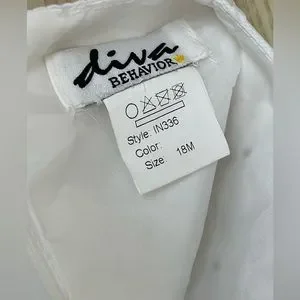 diva
BEHAVIOR
Style: IN336
Color:
Size 18M